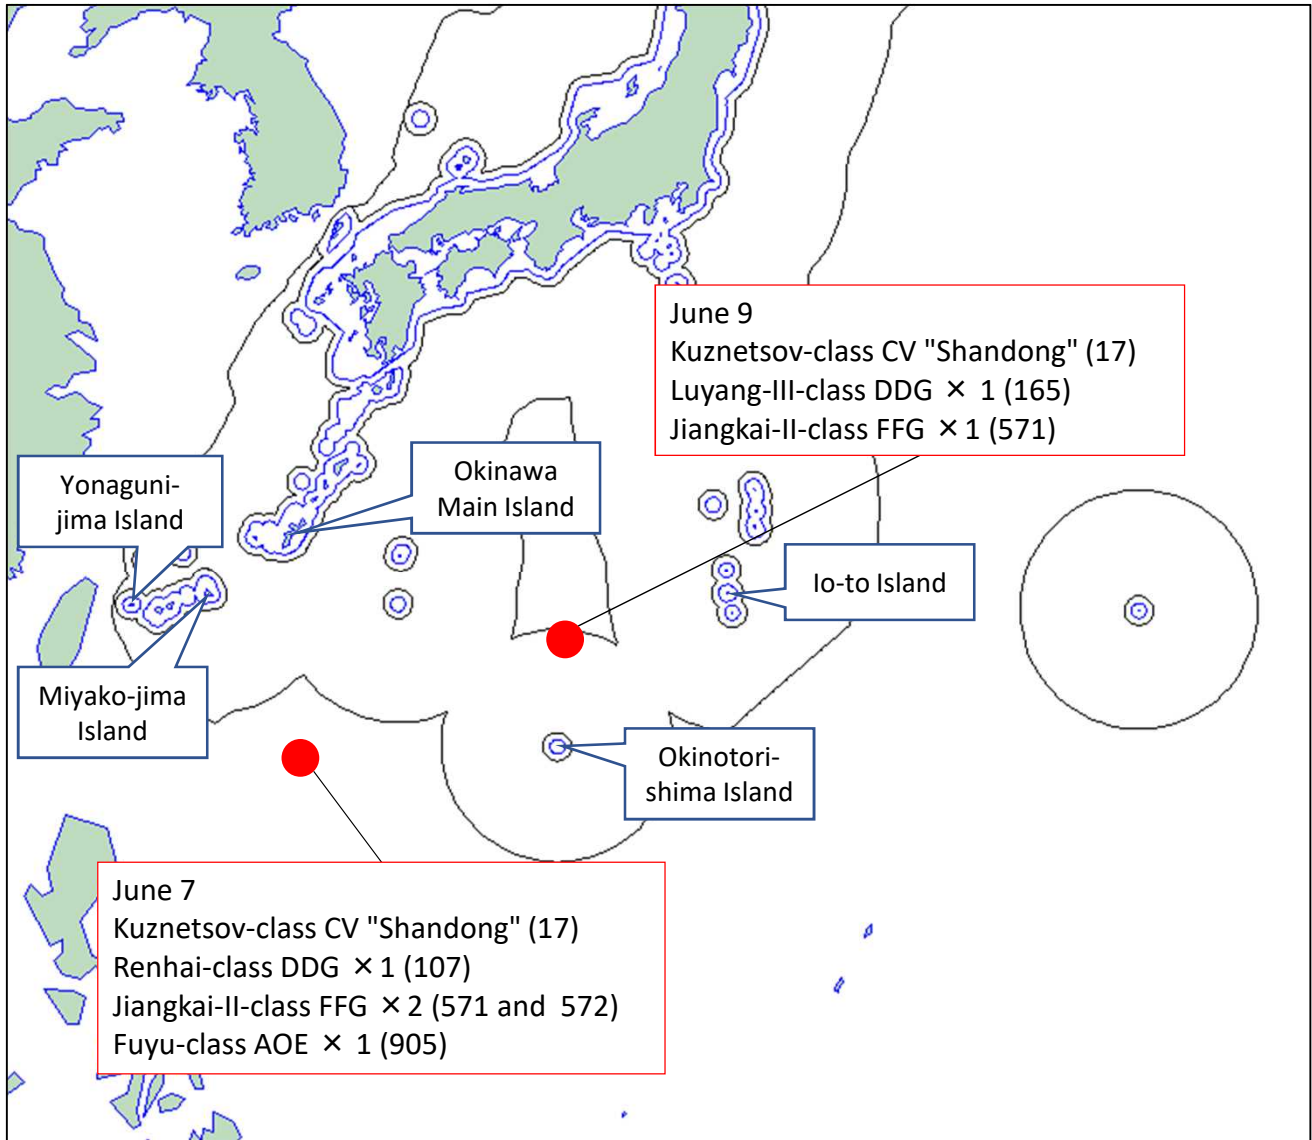 June 9
Kuznetsov-class CV "Shandong" (17)
Luyang-III-class DDG × 1 (165)
Jiangkai-II-class FFG ×1 (571)
Yonaguni-
jima Island
Okinawa
Main Island
Io-to Island
Miyako-jima
Island
Okinotori-
shima Island
June 7
Kuznetsov-class CV "Shandong" (17)
Renhai-class DDG ×1 (107)
Jiangkai-II-class FFG ×2 (571 and 572)
Fuyu-class AOE × 1 (905)